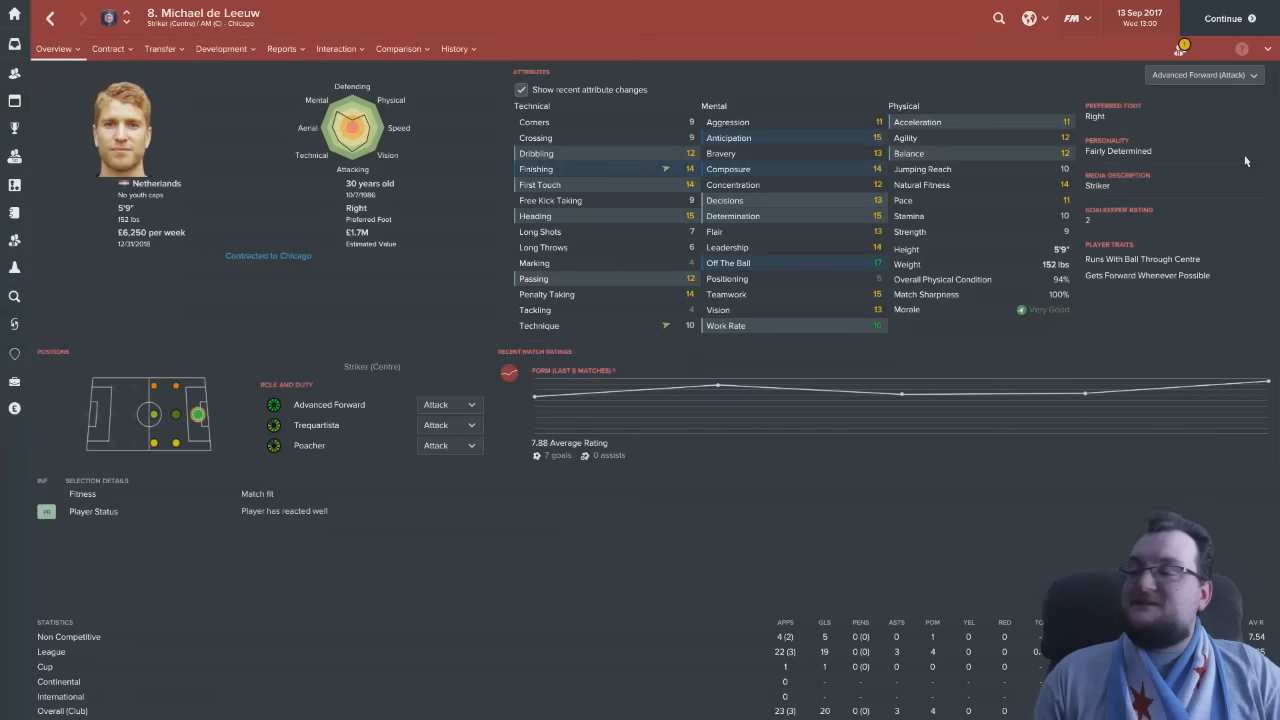 8. Michael de Leeuw
Striker (Centre) / AM (C) - Chicago
FM
13 Sep 2017
Wed 13:00
Continue
Overview Contract Transfer Development Reports Interaction Comparison History
1
?
Defending
Mental Physical
Aerial Speed
Technical Vision
Attacking
Netherlands
No youth caps
5'9"
152 lbs
£6,250 per week
12/31/2018
30 years old
10/7/1986
Right
Preferred Foot
£1.7M
Estimated Value
Contracted to Chicago
ATTRIBUTES
Show recent attribute changes
Advanced Forward (Attack)
Technical Mental Physical
Corners 9 Aggression 11 Acceleration 11
Crossing 9 Anticipation 15 Agility 12
Dribbling 12 Bravery 13 Balance 12
Finishing 14 Composure 14 Jumping Reach 10
First Touch 14 Concentration 12 Natural Fitness 14
Free Kick Taking 9 Decisions 13 Pace 11
Heading 15 Determination 15 Stamina 10
Long Shots 7 Flair 13 Strength 9
Long Throws 6 Leadership 14 Height 5'9"
Marking 4 Off The Ball 17 Weight 152 lbs
Passing 12 Positioning 5 Overall Physical Condition 94%
Penalty Taking 14 Teamwork 15 Match Sharpness 100%
Tackling 4 Vision 13 Morale Very Good
Technique 10 Work Rate 16
PREFERRED FOOT
Right
PERSONALITY
Fairly Determined
MEDIA DESCRIPTION
Striker
GOALKEEPER RATING
2
PLAYER TRAITS
Runs With Ball Through Centre
Gets Forward Whenever Possible
POSITIONS
Striker (Centre)
ROLE AND DUTY
Advanced Forward Attack
Trequartista Attack
Poacher Attack
RECENT MATCH RATINGS
FORM (LAST 5 MATCHES) >
7.88 Average Rating
7 goals 0 assists
INF SELECTION DETAILS
Fitness Match fit
PR Player Status Player has reacted well
STATISTICS APPS GLS PENS ASTS POM YEL RED AV R
Non Competitive 4 (2) 5 0 (0) 0 1 0 0 - 7.54
League 22 (3) 19 0 (0) 3 4 0 0
Cup 1 1 0 (0) 0 0 0 0 -
Continental 0 - - - - - - -
International 0 - - - - - - -
Overall (Club) 23 (3) 20 0 (0) 3 4 0 0